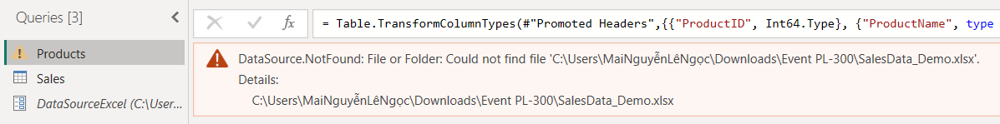 Queries [3]
fx = Table.TransformColumnTypes(#"Promoted Headers",{{"ProductID", Int64.Type}, {"ProductName", type
Products
Sales
DataSourceExcel (C:\User...
DataSource.NotFound: File or Folder: Could not find file 'C:\Users\MaiNguyễnLêNgọc\Downloads\Event PL-300\SalesData_Demo.xlsx'.
Details:
C:\Users\MaiNguyễnLêNgọc\Downloads\Event PL-300\SalesData_Demo.xlsx